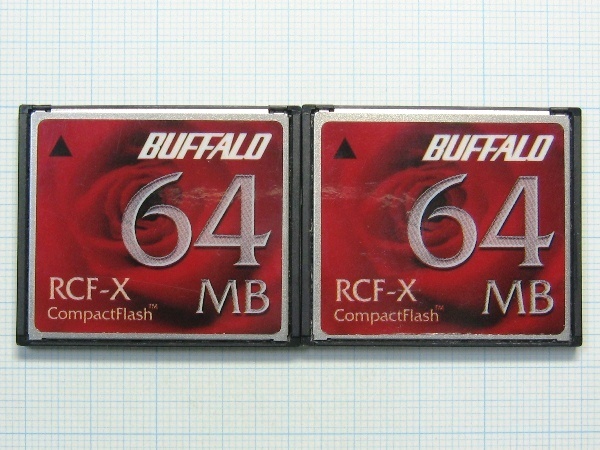 BUFFALO
64
RCF-X MB
CompactFlash™
BUFFALO
64
RCF-X MB
CompactFlash™